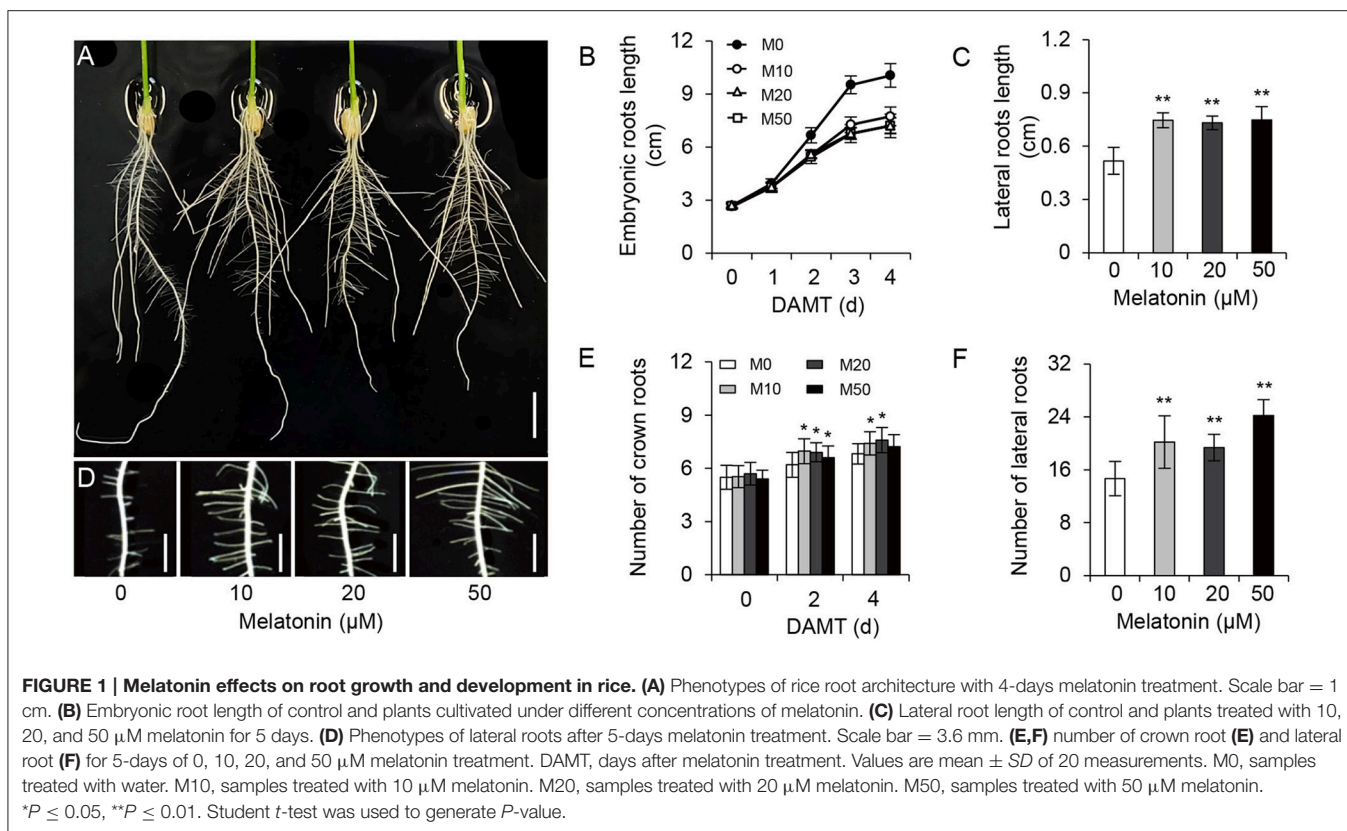 A
B
12
9
6
3
0
Embryonic roots length
(cm)
M0
M10
M20
M50
0 1 2 3 4
DAMT (d)
C
1.2
0.9
0.6
0.3
0
Lateral roots length
(cm)
** ** **
0 10 20 50
Melatonin (µM)
D
0 10 20 50
Melatonin (µM)
E
12
9
6
3
0
Number of crown roots
M0 M20
M10 M50
* * *
* *
0 2 4
DAMT (d)
F
32
24
16
8
0
Number of lateral roots
** ** **
0 10 20 50
Melatonin (µM)
FIGURE 1 | Melatonin effects on root growth and development in rice. (A) Phenotypes of rice root architecture with 4-days melatonin treatment. Scale bar = 1
cm. (B) Embryonic root length of control and plants cultivated under different concentrations of melatonin. (C) Lateral root length of control and plants treated with 10,
20, and 50 µM melatonin for 5 days. (D) Phenotypes of lateral roots after 5-days melatonin treatment. Scale bar = 3.6 mm. (E,F) number of crown root (E) and lateral
root (F) for 5-days of 0, 10, 20, and 50 µM melatonin treatment. DAMT, days after melatonin treatment. Values are mean ± SD of 20 measurements. M0, samples
treated with water. M10, samples treated with 10 µM melatonin. M20, samples treated with 20 µM melatonin. M50, samples treated with 50 µM melatonin.
*P ≤ 0.05, **P ≤ 0.01. Student t-test was used to generate P-value.